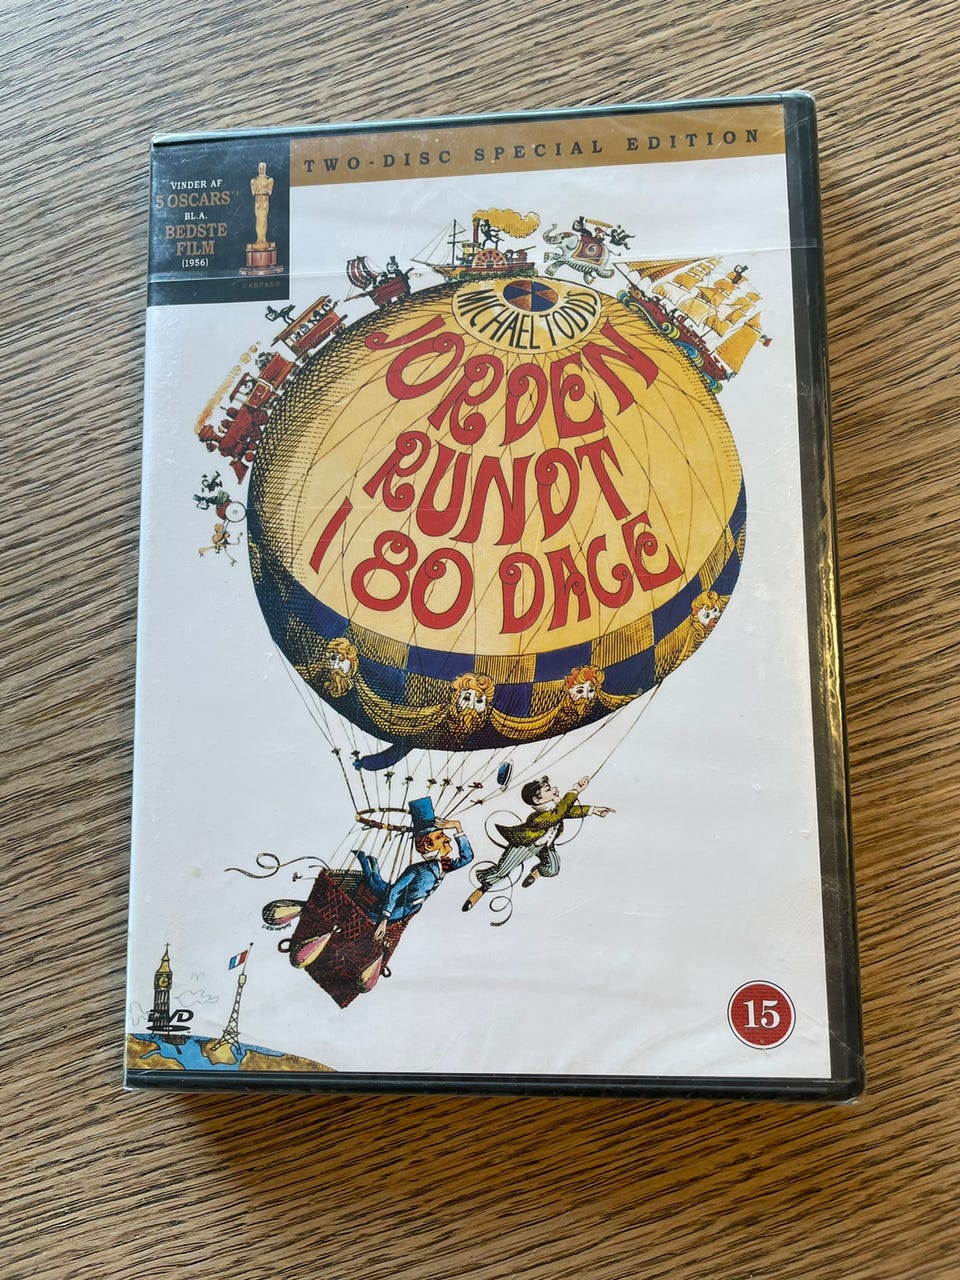 TWO-DISC SPECIAL EDITION
VINDER AF
5 OSCARS
BL.A.
BEDSTE
FILM
(1956)
©AMPAS®
MICHAEL TODD
JORDEN
RUNDT
I 80 DAGE
DVD
15